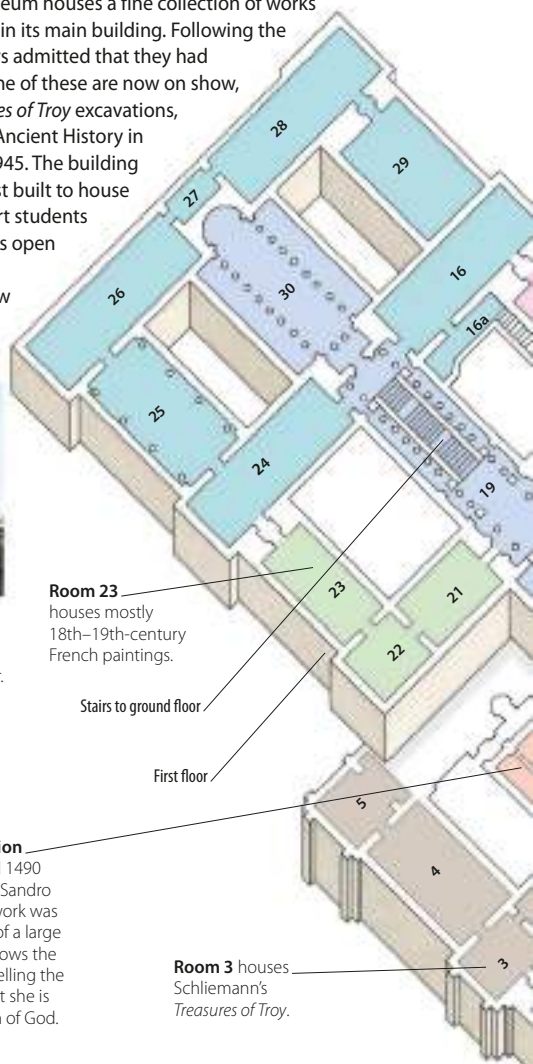 eum houses a fine collection of works
in its main building. Following the
s admitted that they had
ne of these are now on show,
es of Troy excavations,
Ancient History in
945. The building
st built to house
rt students
s open
w
28
29
27
16
30
26
16a
25
19
24
Room 23
houses mostly
18th–19th-century
French paintings.
23
21
22
Stairs to ground floor
First floor
5
ion
1490
Sandro
work was
of a large
ows the
elling the
t she is
n of God.
4
Room 3 houses
Schliemann's
Treasures of Troy.
3